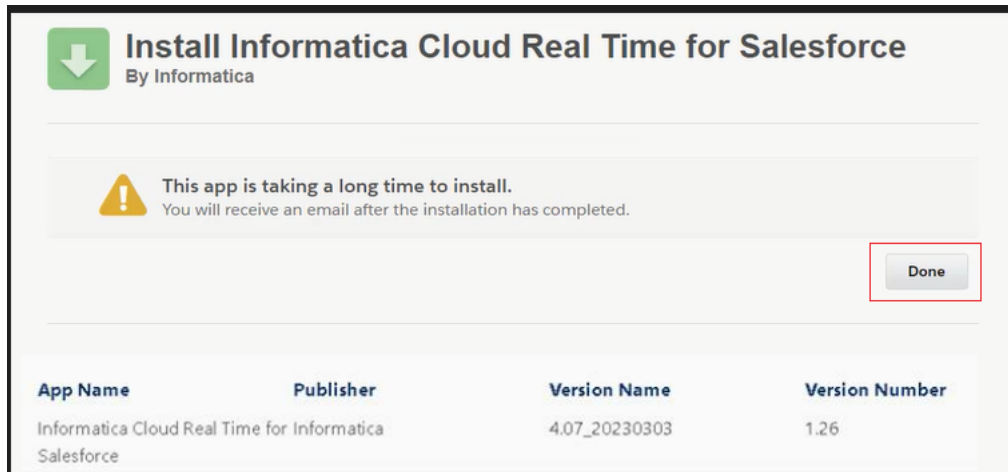 Install Informatica Cloud Real Time for Salesforce
By Informatica
This app is taking a long time to install.
You will receive an email after the installation has completed.
Done
App Name Publisher Version Name Version Number
Informatica Cloud Real Time for Informatica 4.07_20230303 1.26
Salesforce